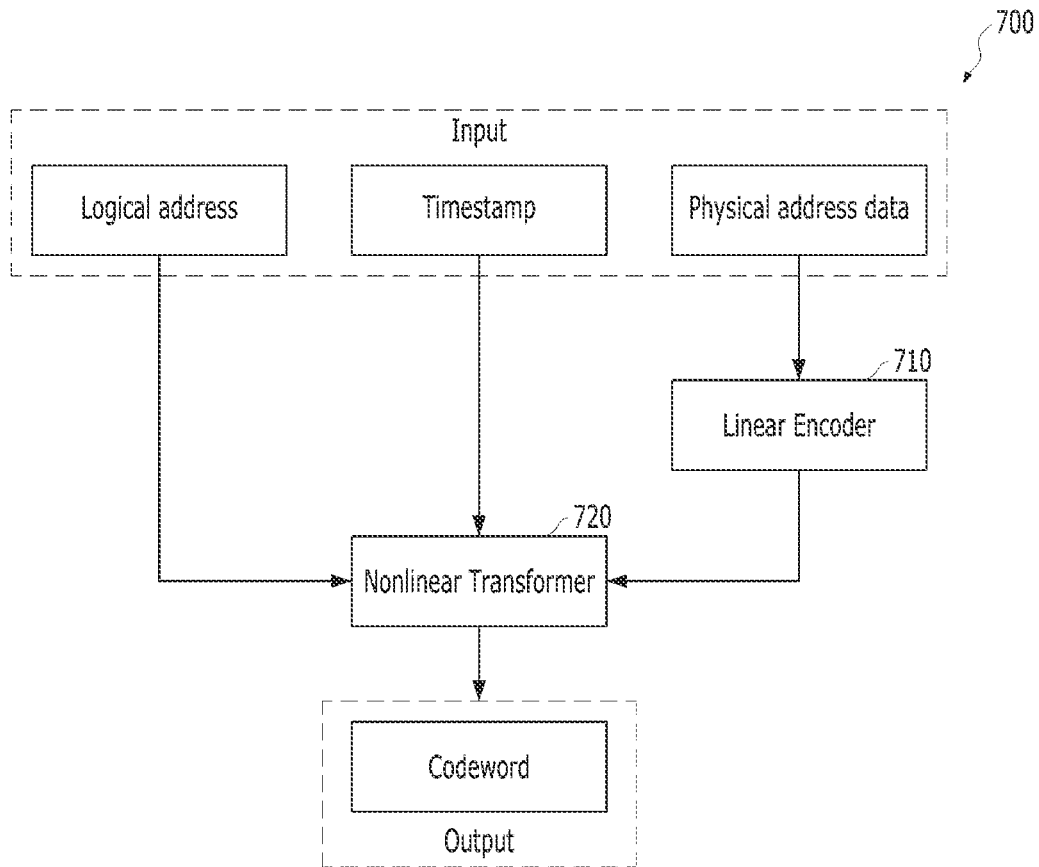 700
Input
Logical address
Timestamp
Physical address data
710
Linear Encoder
720
Nonlinear Transformer
Codeword
Output